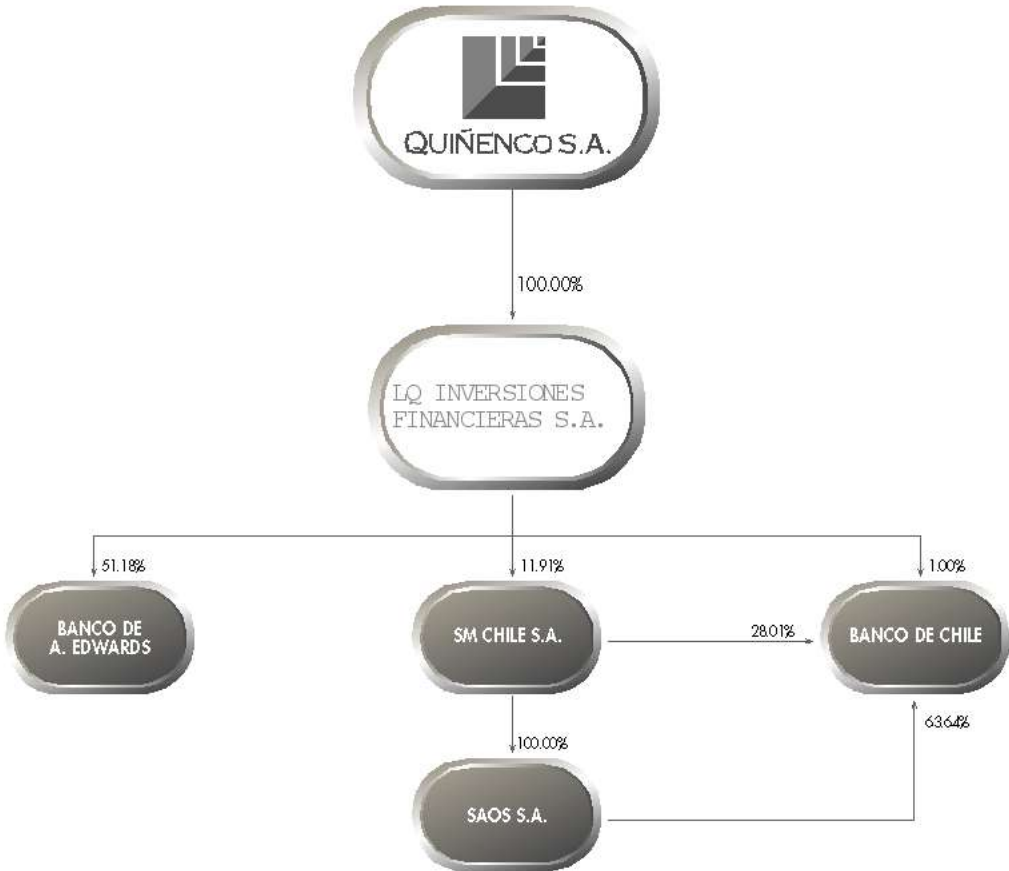 QUIÑENCO S.A.
100.00%
LQ INVERSIONES
FINANCIERAS S.A.
51.18%
11.91%
1.00%
BANCO DE
A. EDWARDS
SM CHILE S.A.
28.01%
BANCO DE CHILE
63.64%
100.00%
SAOS S.A.